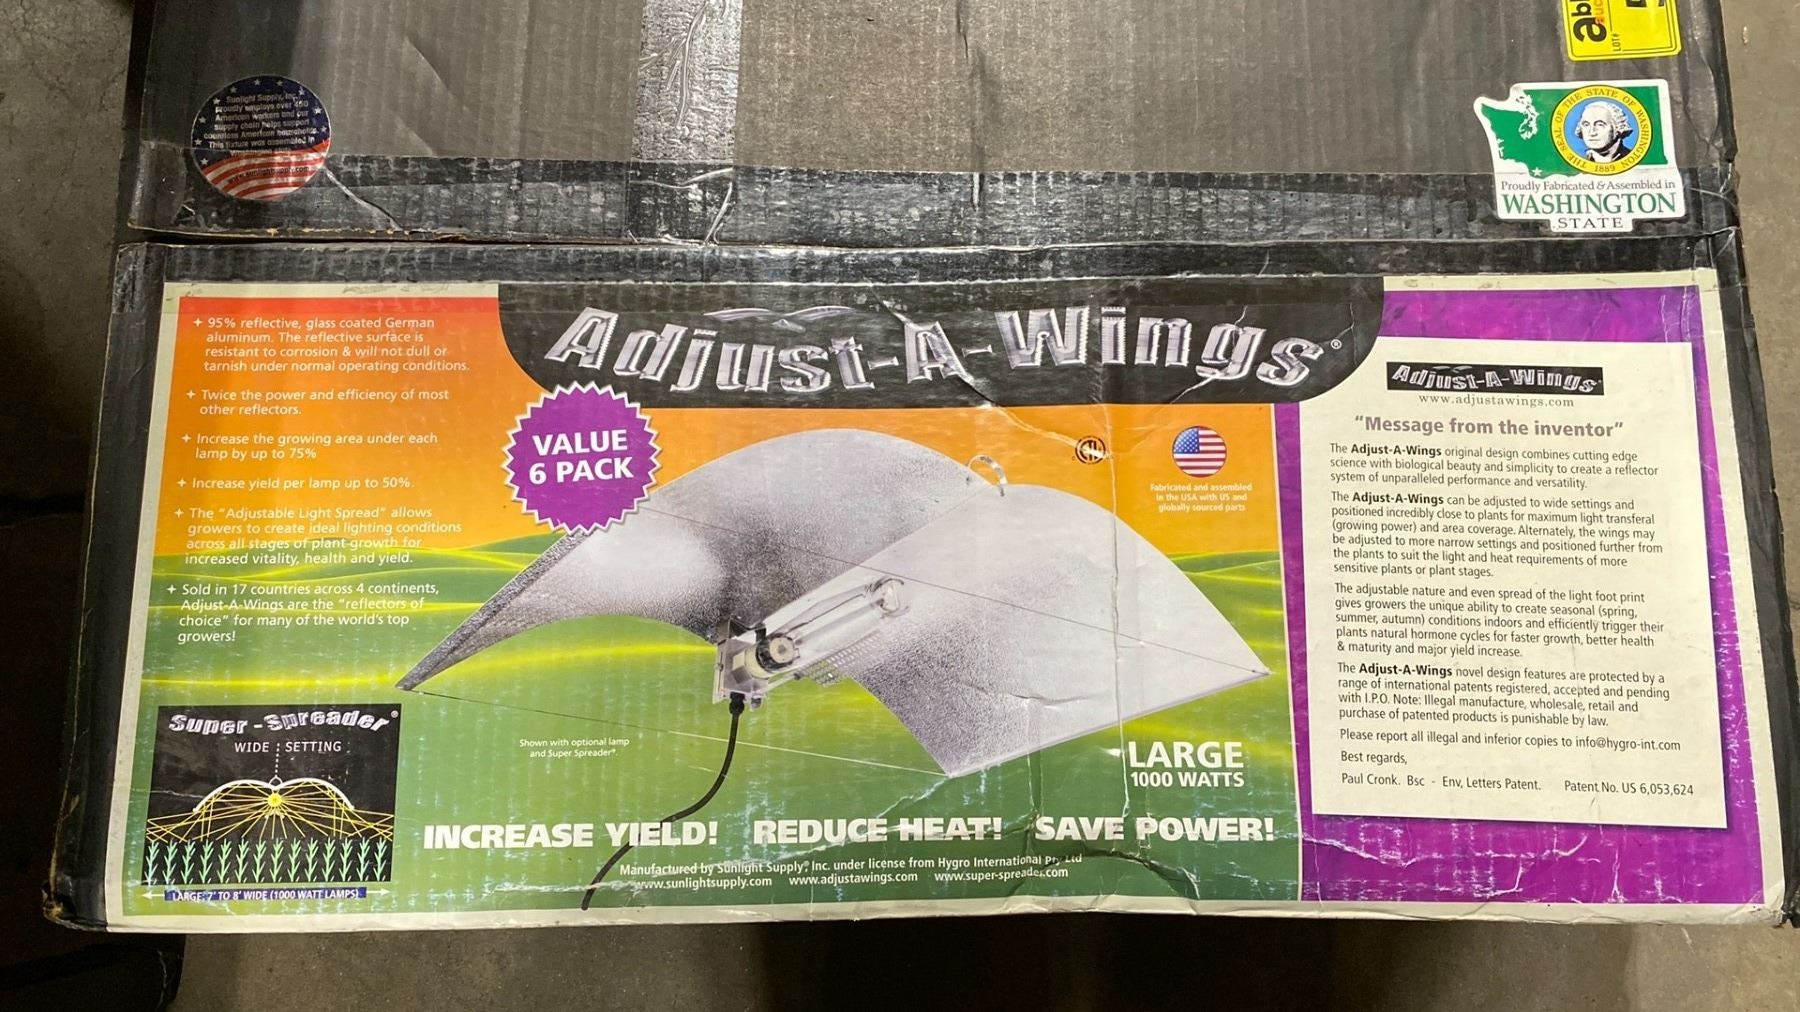 abl
auc
LOT#
Sunlight Supply, Inc.
proudly employs over 450
American workers and our
supply chain helps support
countless American households.
This fixture was assembled in
www.sunlightsupply.com
THE SEAL OF THE STATE OF WASHINGTON
1889
Proudly Fabricated & Assembled in
WASHINGTON
STATE
Adjust-A-Wings®
+ 95% reflective, glass coated German
aluminum. The reflective surface is
resistant to corrosion & will not dull or
tarnish under normal operating conditions.
+ Twice the power and efficiency of most
other reflectors.
+ Increase the growing area under each
lamp by up to 75%
+ Increase yield per lamp up to 50%.
+ The "Adjustable Light Spread" allows
growers to create ideal lighting conditions
across all stages of plant growth for
increased vitality, health and yield.
+ Sold in 17 countries across 4 continents,
Adjust-A-Wings are the "reflectors of
choice" for many of the world's top
growers!
VALUE
6 PACK
Fabricated and assembled
in the USA with US and
globally sourced parts
Super-Spreader®
WIDE SETTING
LARGE: 7' TO 8' WIDE (1000 WATT LAMPS)
Shown with optional lamp
and Super Spreader®.
LARGE
1000 WATTS
INCREASE YIELD! REDUCE HEAT! SAVE POWER!
Manufactured by Sunlight Supply®, Inc. under license from Hygro International Pty Ltd
www.sunlightsupply.com www.adjustawings.com www.super-spreader.com
Adjust-A-Wings®
www.adjustawings.com
"Message from the inventor"
The Adjust-A-Wings original design combines cutting edge
science with biological beauty and simplicity to create a reflector
system of unparalleled performance and versatility.
The Adjust-A-Wings can be adjusted to wide settings and
positioned incredibly close to plants for maximum light transferal
(growing power) and area coverage. Alternately, the wings may
be adjusted to more narrow settings and positioned further from
the plants to suit the light and heat requirements of more
sensitive plants or plant stages.
The adjustable nature and even spread of the light foot print
gives growers the unique ability to create seasonal (spring,
summer, autumn) conditions indoors and efficiently trigger their
plants natural hormone cycles for faster growth, better health
& maturity and major yield increase.
The Adjust-A-Wings novel design features are protected by a
range of international patents registered, accepted and pending
with I.P.O. Note: Illegal manufacture, wholesale, retail and
purchase of patented products is punishable by law.
Please report all illegal and inferior copies to info@hygro-int.com
Best regards,
Paul Cronk. Bsc - Env, Letters Patent. Patent No. US 6,053,624